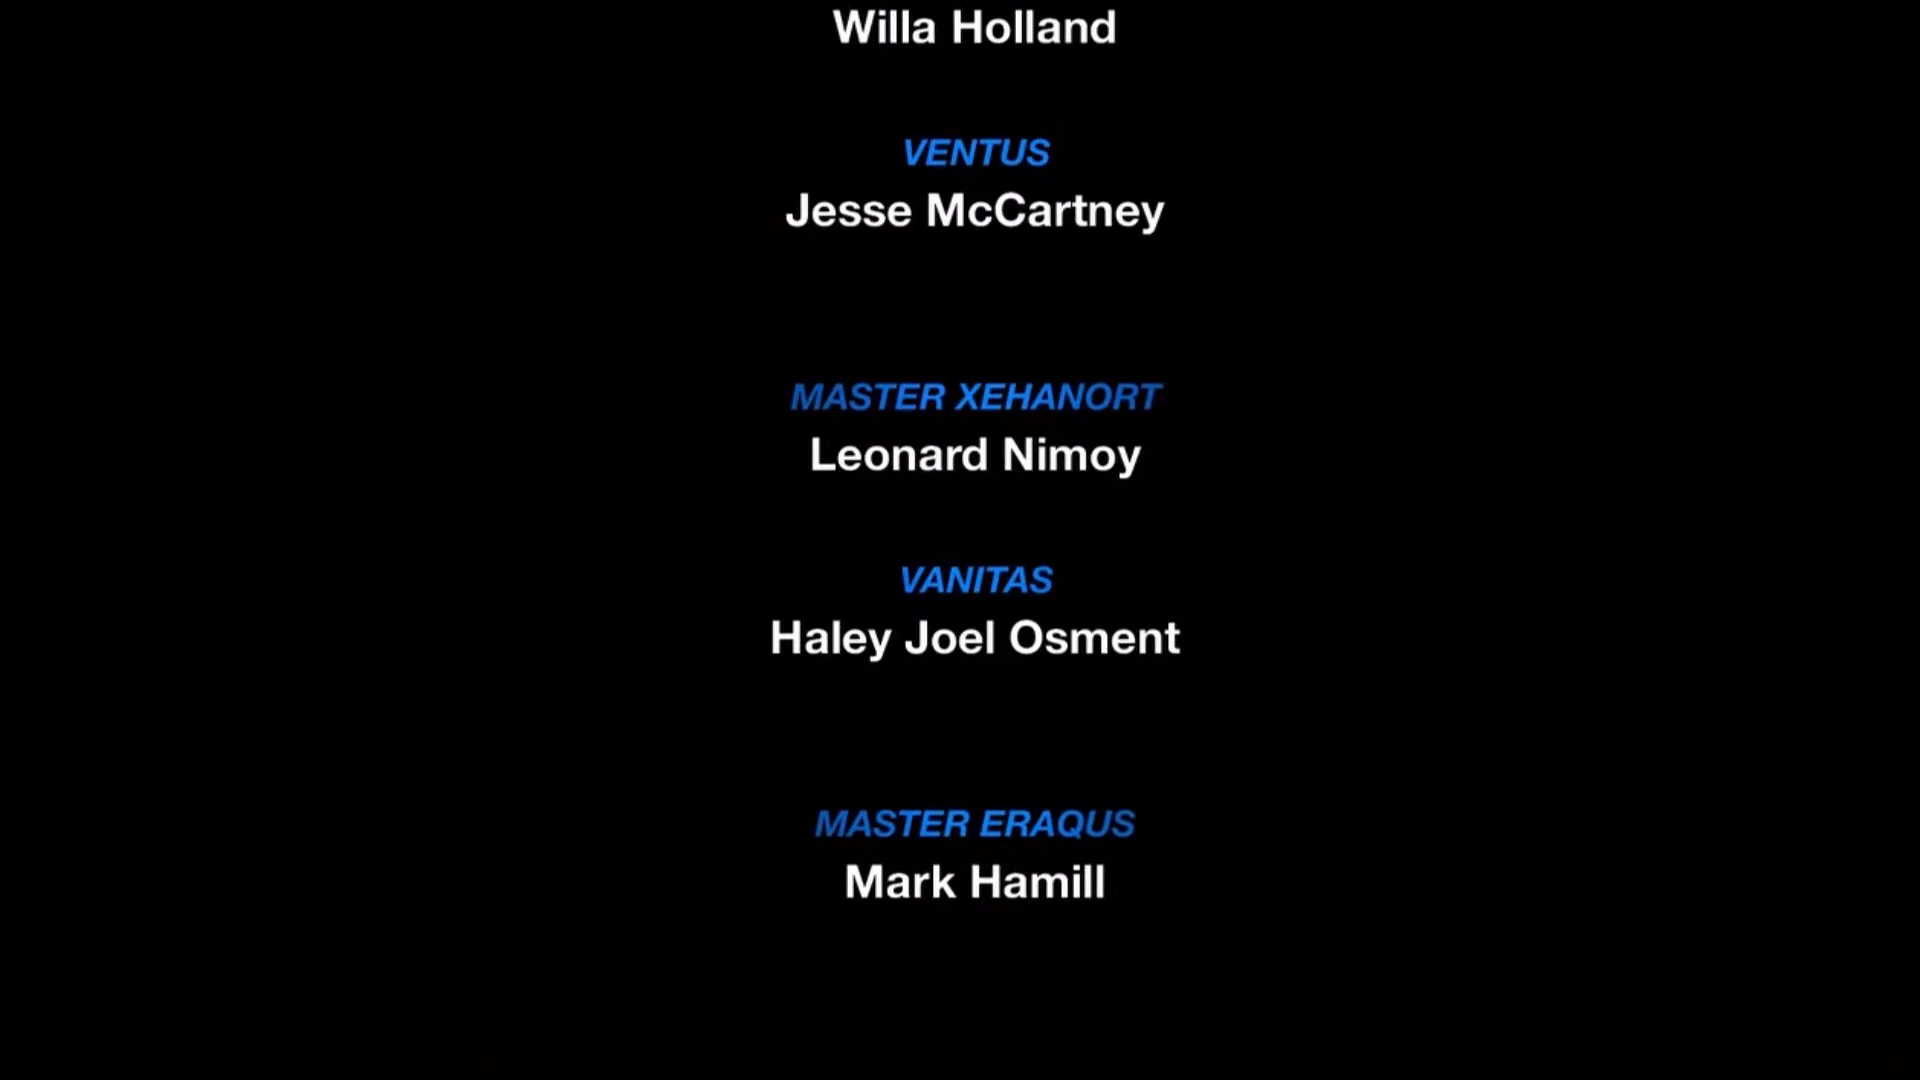 Willa Holland
VENTUS
Jesse McCartney
MASTER XEHANORT
Leonard Nimoy
VANITAS
Haley Joel Osment
MASTER ERAQUS
Mark Hamill